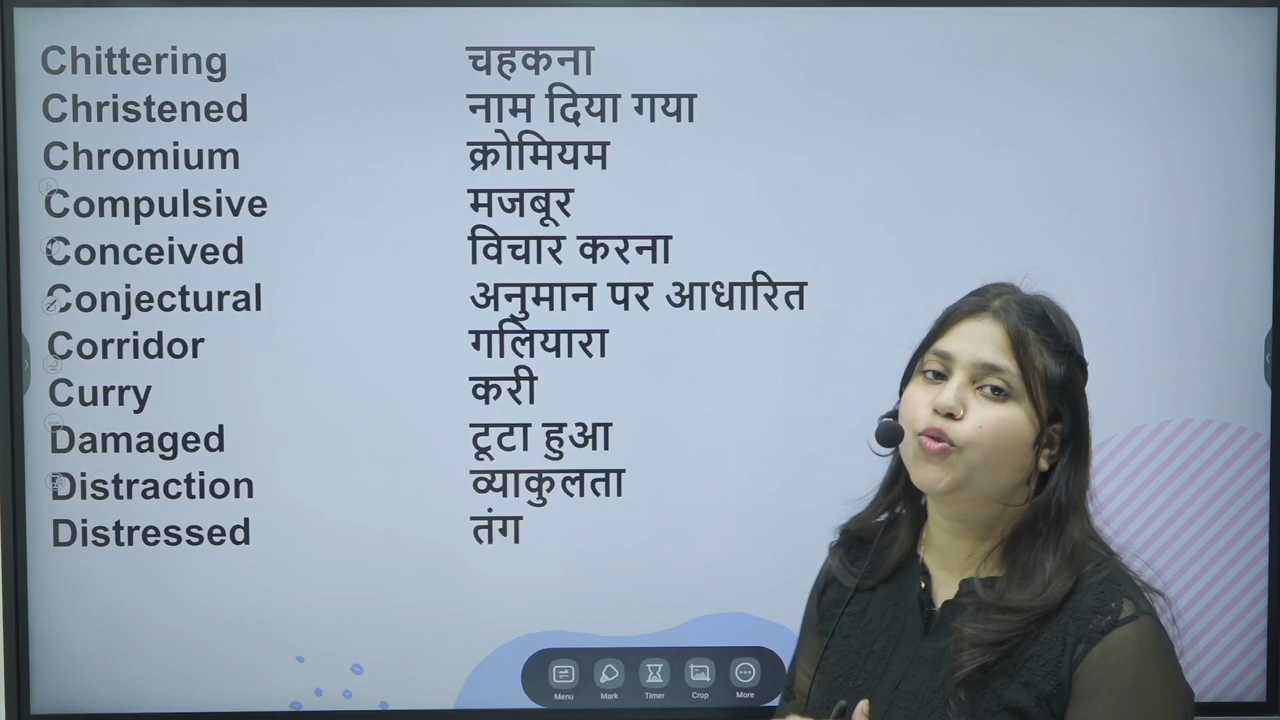 Chittering चहकना
Christened नाम दिया गया
Chromium क्रोमियम
Compulsive मजबूर
Conceived विचार करना
Conjectural अनुमान पर आधारित
Corridor गलियारा
Curry करी
Damaged टूटा हुआ
Distraction व्याकुलता
Distressed तंग
Menu Mark Timer Crop More